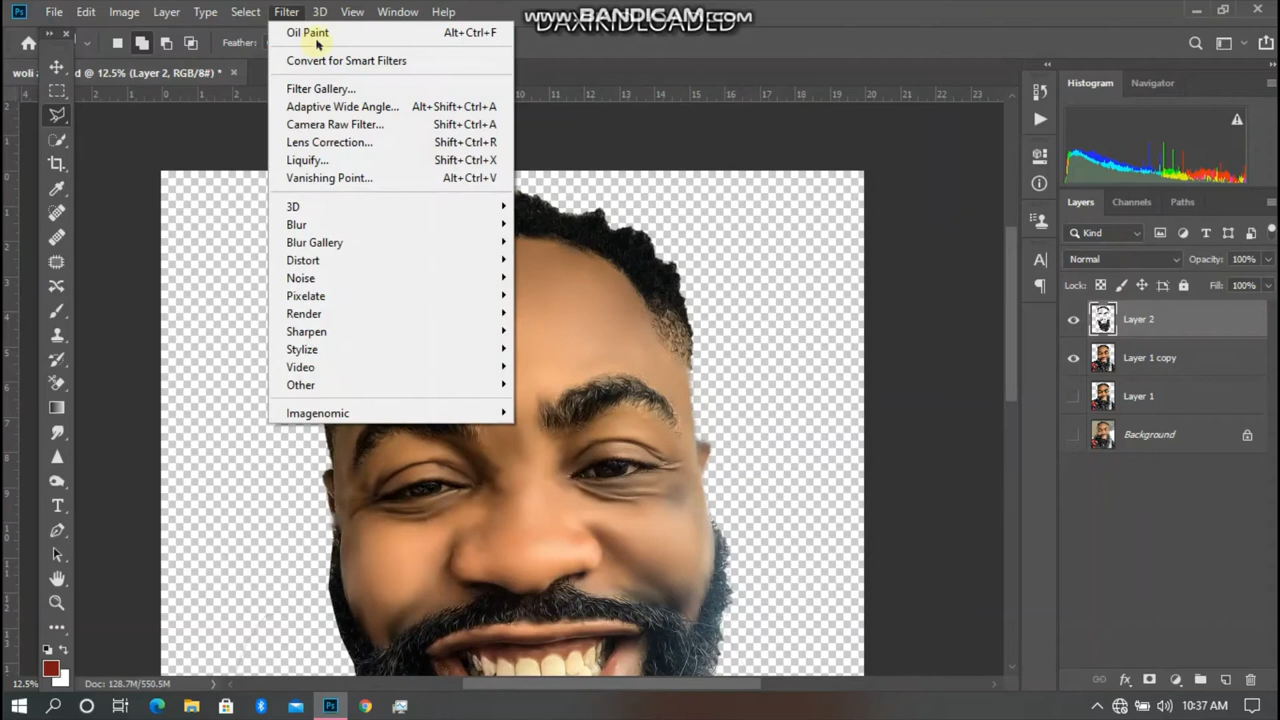 File Edit Image Layer Type Select Filter 3D View Window Help
www.BANDICAM.com
DAXIRIDELOADED
Feather:
@ 12.5% (Layer 2, RGB/8#) *
Oil Paint Alt+Ctrl+F
Convert for Smart Filters
Filter Gallery...
Adaptive Wide Angle... Alt+Shift+Ctrl+A
Camera Raw Filter... Shift+Ctrl+A
Lens Correction... Shift+Ctrl+R
Liquify... Shift+Ctrl+X
Vanishing Point... Alt+Ctrl+V
3D
Blur
Blur Gallery
Distort
Noise
Pixelate
Render
Sharpen
Stylize
Video
Other
Imagenomic
Histogram Navigator
Layers Channels Paths
Kind
Normal Opacity: 100%
Lock: Fill: 100%
Layer 2
Layer 1 copy
Layer 1
Background
12.5% Doc: 128.7M/550.5M
10:37 AM